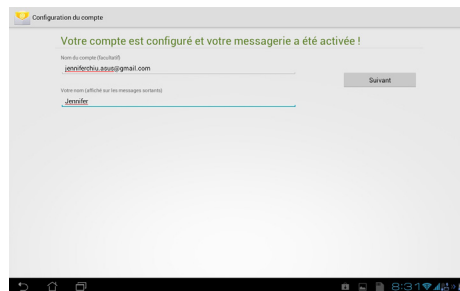 Configuration du compte
Votre compte est configuré et votre messagerie a été activée !
Nom du compte (facultatif)
jenniferchiu.asus@gmail.com
Suivant
Votre nom (affiché sur les messages sortants)
Jennifer
8:31